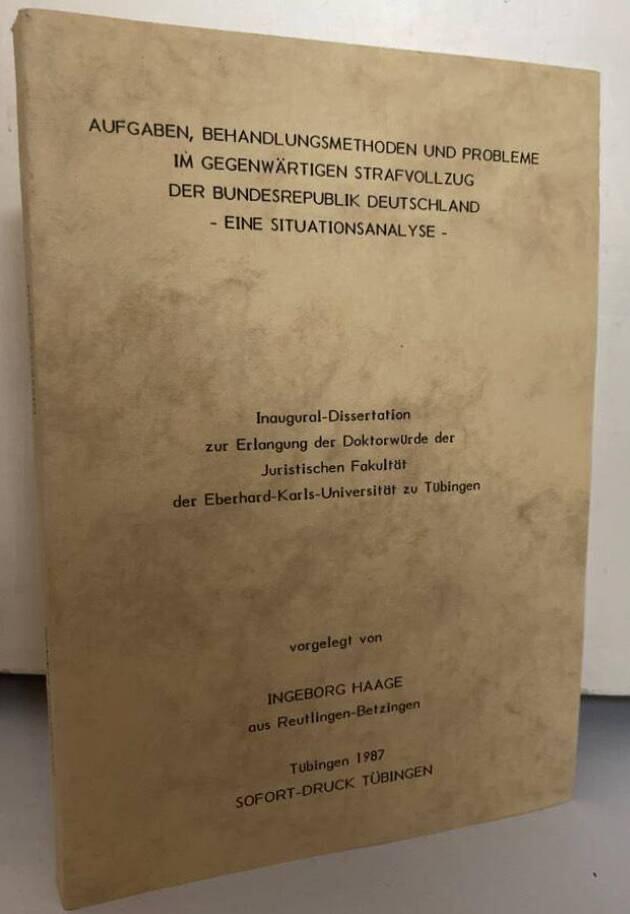 AUFGABEN, BEHANDLUNGSMETHODEN UND PROBLEME
IM GEGENWÄRTIGEN STRAFVOLLZUG
DER BUNDESREPUBLIK DEUTSCHLAND
- EINE SITUATIONSANALYSE -
Inaugural-Dissertation
zur Erlangung der Doktorwürde der
Juristischen Fakultät
der Eberhard-Karls-Universität zu Tübingen
vorgelegt von
INGEBORG HAAGE
aus Reutlingen-Betzingen
Tübingen 1987
SOFORT-DRUCK TÜBINGEN